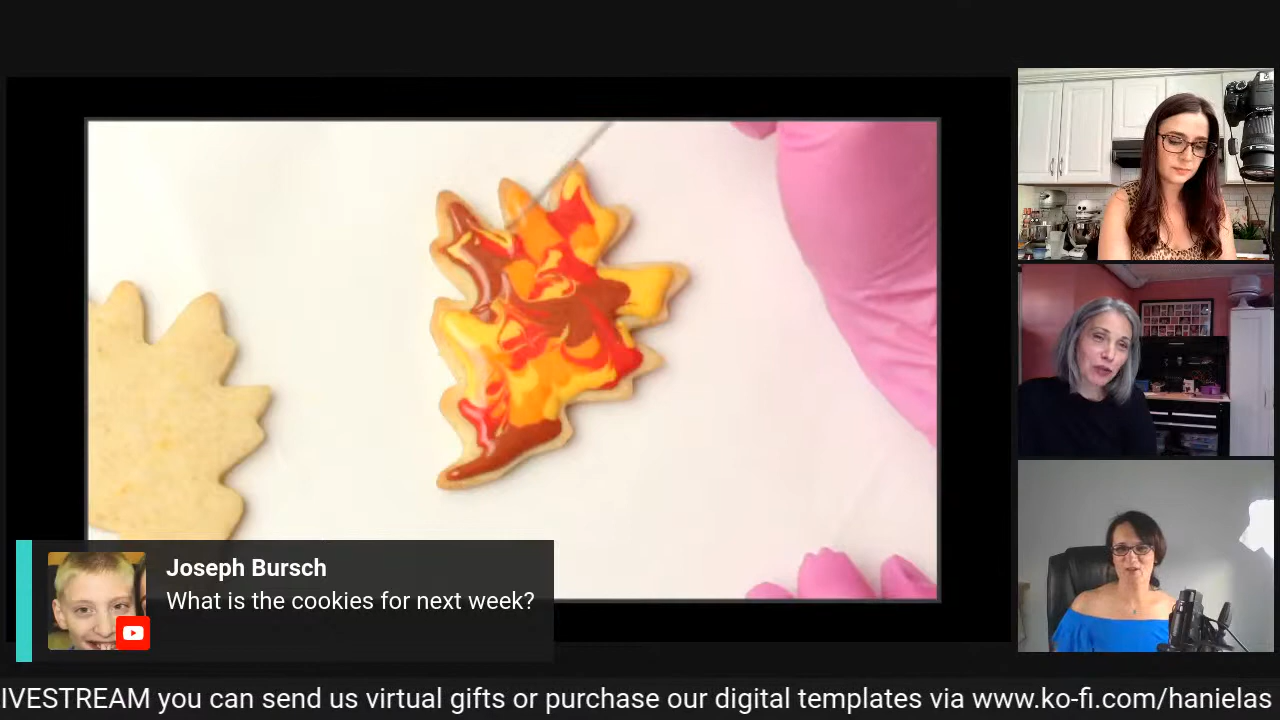 Joseph Bursch
What is the cookies for next week?
IVESTREAM you can send us virtual gifts or purchase our digital templates via www.ko-fi.com/hanielas